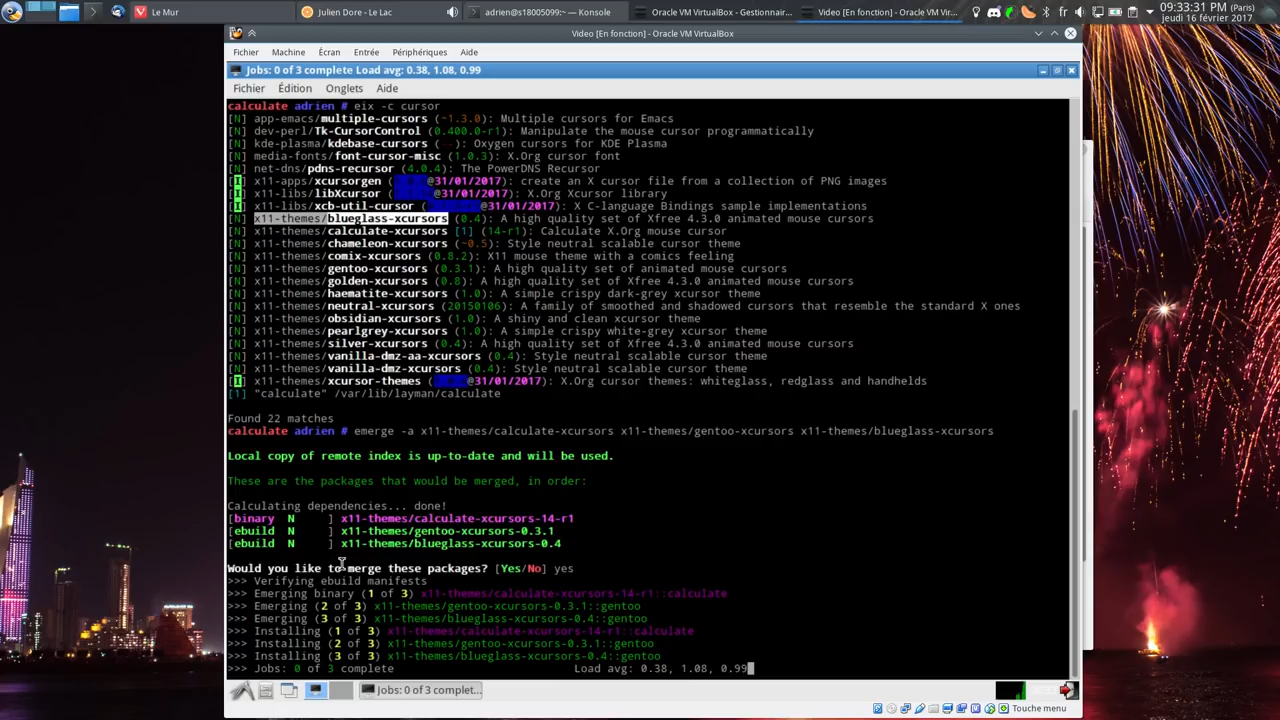 Le Mur
Julien Dore - Le Lac
adrien@s18005099:~ — Konsole
Oracle VM VirtualBox - Gestionnair...
Video [En fonction] - Oracle VM Vir...
fr
09:33:31 PM (Paris)
jeudi 16 février 2017
Video [En fonction] - Oracle VM VirtualBox
Fichier Machine Écran Entrée Périphériques Aide
Jobs: 0 of 3 complete Load avg: 0.38, 1.08, 0.99
Fichier Édition Onglets Aide
calculate adrien # eix -c cursor
[N] app-emacs/multiple-cursors (~1.3.0): Multiple cursors for Emacs
[N] dev-perl/Tk-CursorControl (0.400.0-r1): Manipulate the mouse cursor programmatically
[N] kde-plasma/kdebase-cursors (--): Oxygen cursors for KDE Plasma
[N] media-fonts/font-cursor-misc (1.0.3): X.Org cursor font
[N] net-dns/pdns-recursor (4.0.4): The PowerDNS Recursor
[I] x11-apps/xcursorgen (@31/01/2017): create an X cursor file from a collection of PNG images
[I] x11-libs/libXcursor (@31/01/2017): X.Org Xcursor library
[I] x11-libs/xcb-util-cursor (@31/01/2017): X C-language Bindings sample implementations
[N] x11-themes/blueglass-xcursors (0.4): A high quality set of Xfree 4.3.0 animated mouse cursors
[N] x11-themes/calculate-xcursors [1] (14-r1): Calculate X.Org mouse cursor
[N] x11-themes/chameleon-xcursors (~0.5): Style neutral scalable cursor theme
[N] x11-themes/comix-xcursors (0.8.2): X11 mouse theme with a comics feeling
[N] x11-themes/gentoo-xcursors (0.3.1): A high quality set of animated mouse cursors
[N] x11-themes/golden-xcursors (0.8): A high quality set of Xfree 4.3.0 animated mouse cursors
[N] x11-themes/haematite-xcursors (1.0): A simple crispy dark-grey xcursor theme
[N] x11-themes/neutral-xcursors (20150106): A family of smoothed and shadowed cursors that resemble the standard X ones
[N] x11-themes/obsidian-xcursors (1.0): A shiny and clean xcursor theme
[N] x11-themes/pearlgrey-xcursors (1.0): A simple crispy white-grey xcursor theme
[N] x11-themes/silver-xcursors (0.4): A high quality set of Xfree 4.3.0 animated mouse cursors
[N] x11-themes/vanilla-dmz-aa-xcursors (0.4): Style neutral scalable cursor theme
[N] x11-themes/vanilla-dmz-xcursors (0.4): Style neutral scalable cursor theme
[I] x11-themes/xcursor-themes (@31/01/2017): X.Org cursor themes: whiteglass, redglass and handhelds
[1] "calculate" /var/lib/layman/calculate
Found 22 matches
calculate adrien # emerge -a x11-themes/calculate-xcursors x11-themes/gentoo-xcursors x11-themes/blueglass-xcursors
Local copy of remote index is up-to-date and will be used.
These are the packages that would be merged, in order:
Calculating dependencies... done!
[binary N ] x11-themes/calculate-xcursors-14-r1
[ebuild N ] x11-themes/gentoo-xcursors-0.3.1
[ebuild N ] x11-themes/blueglass-xcursors-0.4
Would you like to merge these packages? [Yes/No] yes
>>> Verifying ebuild manifests
>>> Emerging binary (1 of 3) x11-themes/calculate-xcursors-14-r1::calculate
>>> Emerging (2 of 3) x11-themes/gentoo-xcursors-0.3.1::gentoo
>>> Emerging (3 of 3) x11-themes/blueglass-xcursors-0.4::gentoo
>>> Installing (1 of 3) x11-themes/calculate-xcursors-14-r1::calculate
>>> Installing (2 of 3) x11-themes/gentoo-xcursors-0.3.1::gentoo
>>> Installing (3 of 3) x11-themes/blueglass-xcursors-0.4::gentoo
>>> Jobs: 0 of 3 complete Load avg: 0.38, 1.08, 0.99
Jobs: 0 of 3 complet...
Touche menu